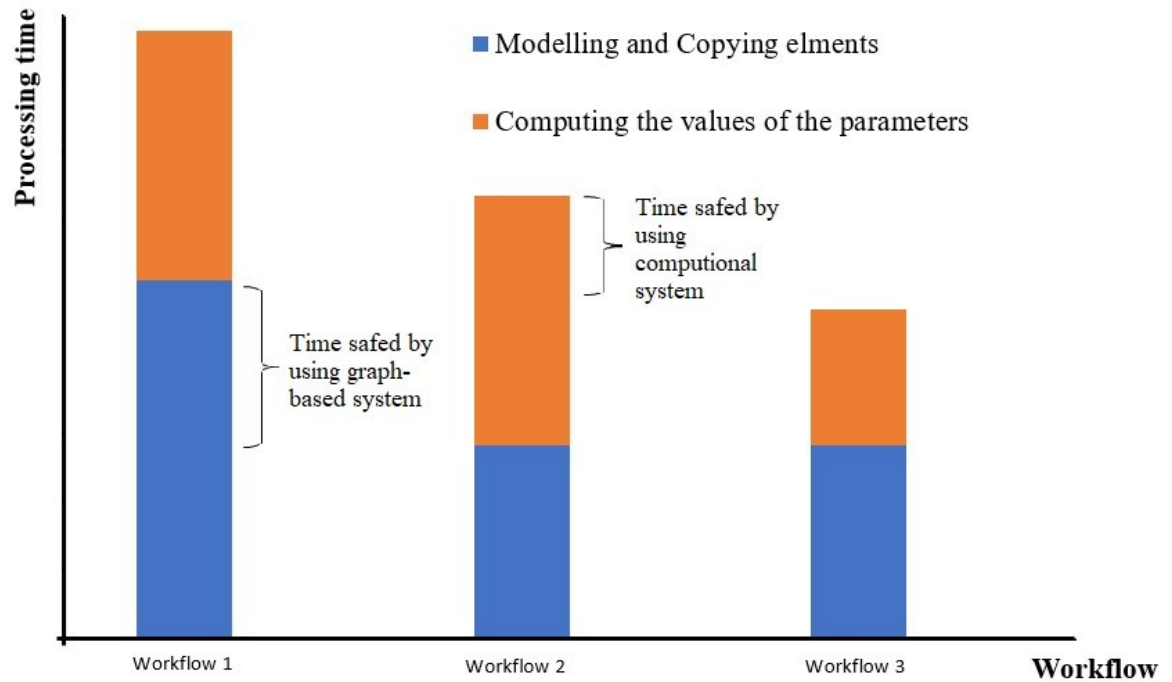 Processing time
Modelling and Copying elments
Computing the values of the parameters
Time safed by
using graph-
based system
Time safed by
using
computional
system
Workflow 1
Workflow 2
Workflow 3
Workflow